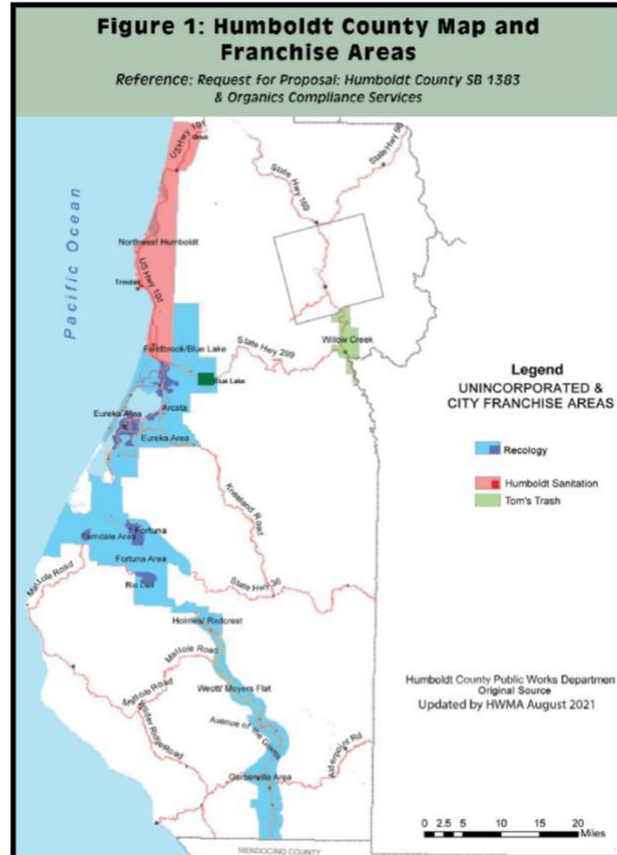 Figure 1: Humboldt County Map and
Franchise Areas
Reference: Request for Proposal: Humboldt County SB 1383
& Organics Compliance Services
USHwy 101
Orick
State Hwy 96
State Hwy 169
Pacific Ocean
Northwest Humboldt
US Hwy 101
Trinidad
Willow Creek
Fieldbrook/Blue Lake
State Hwy 299
Blue Lake
Legend
UNINCORPORATED &
CITY FRANCHISE AREAS
Arcata
Eureka Area
Eureka Area
Recology
Humboldt Sanitation
Tom's Trash
Kneeland Road
Fortuna
Ferndale Area
Fortuna Area
Rio Dell
Mattole Road
State Hwy 36
Holmes/ Redcrest
Mattole Road
Humboldt County Public Works Departmen
Original Source
Updated by HWMA August 2021
Weott/ Meyers Flat
Mattole Road
Wilder Ridge Road
Avenue of the Giants
Alderpoint Rd
Garberville Area
0 2.5 5 10 15 20
Miles
MENDOCINO COUNTY